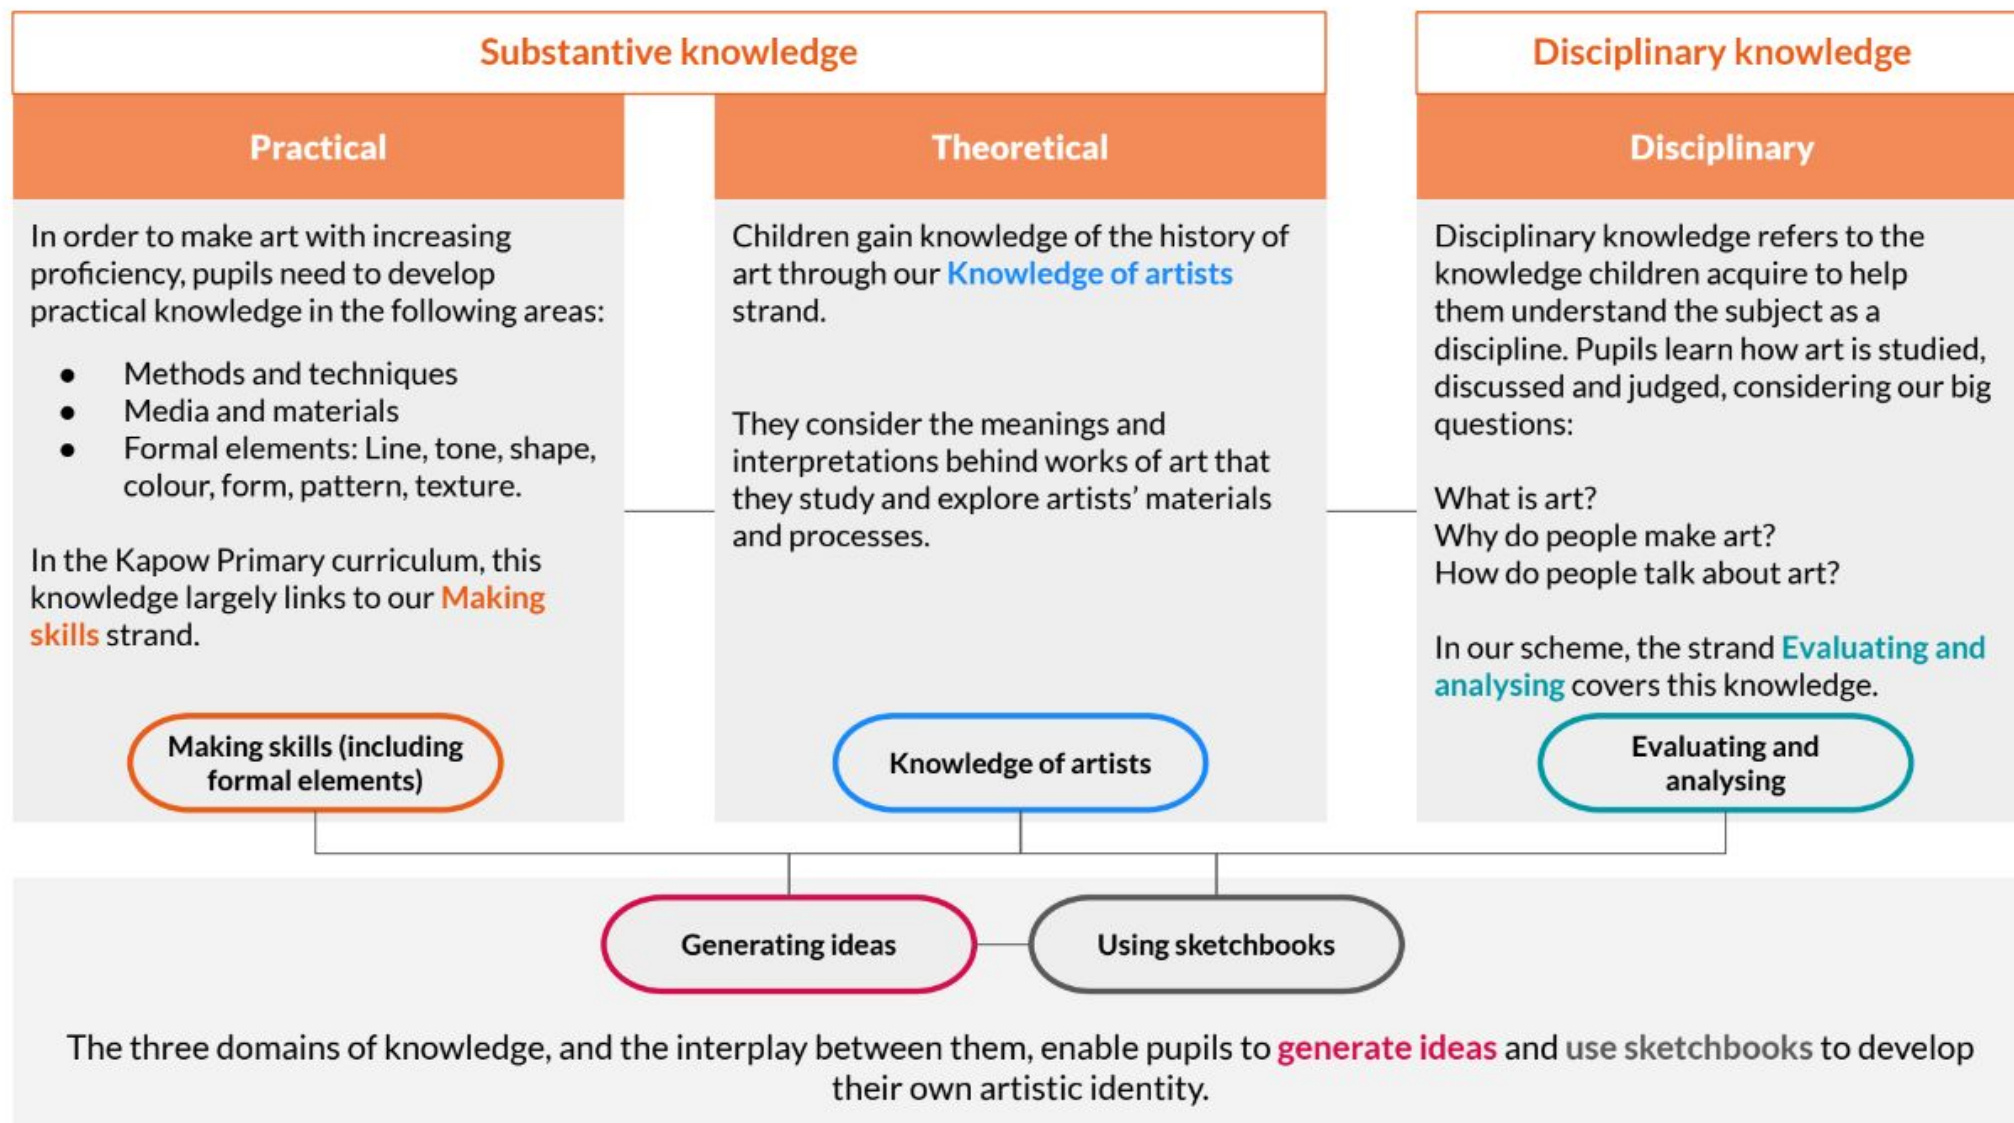 Substantive knowledge
Disciplinary knowledge
Practical
In order to make art with increasing
proficiency, pupils need to develop
practical knowledge in the following areas:
● Methods and techniques
● Media and materials
● Formal elements: Line, tone, shape,
colour, form, pattern, texture.
In the Kapow Primary curriculum, this
knowledge largely links to our Making
skills strand.
Making skills (including
formal elements)
Theoretical
Children gain knowledge of the history of
art through our Knowledge of artists
strand.
They consider the meanings and
interpretations behind works of art that
they study and explore artists’ materials
and processes.
Knowledge of artists
Disciplinary
Disciplinary knowledge refers to the
knowledge children acquire to help
them understand the subject as a
discipline. Pupils learn how art is studied,
discussed and judged, considering our big
questions:
What is art?
Why do people make art?
How do people talk about art?
In our scheme, the strand Evaluating and
analysing covers this knowledge.
Evaluating and
analysing
Generating ideas
Using sketchbooks
The three domains of knowledge, and the interplay between them, enable pupils to generate ideas and use sketchbooks to develop
their own artistic identity.